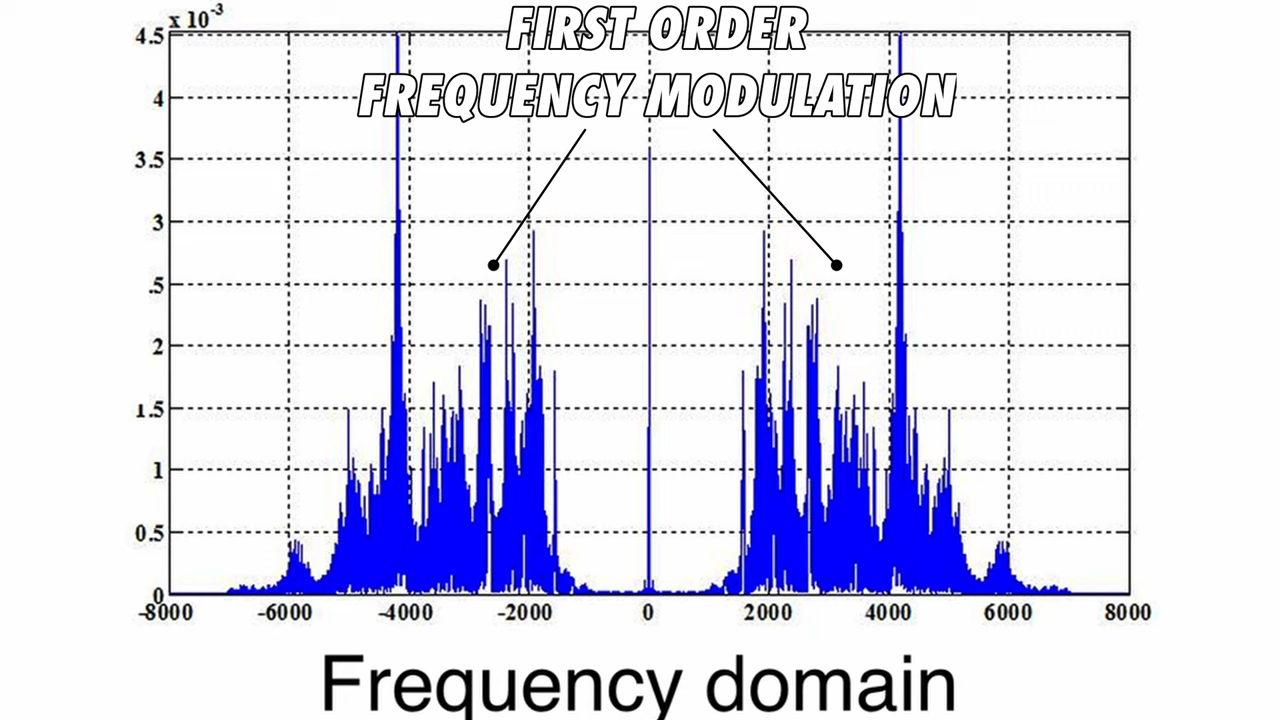 x 10-3
FIRST ORDER
FREQUENCY MODULATION
4.5
4
3.5
3
.5
2
1.5
1
0.5
0
-8000 -6000 -4000 -2000 0 2000 4000 6000 8000
Frequency domain